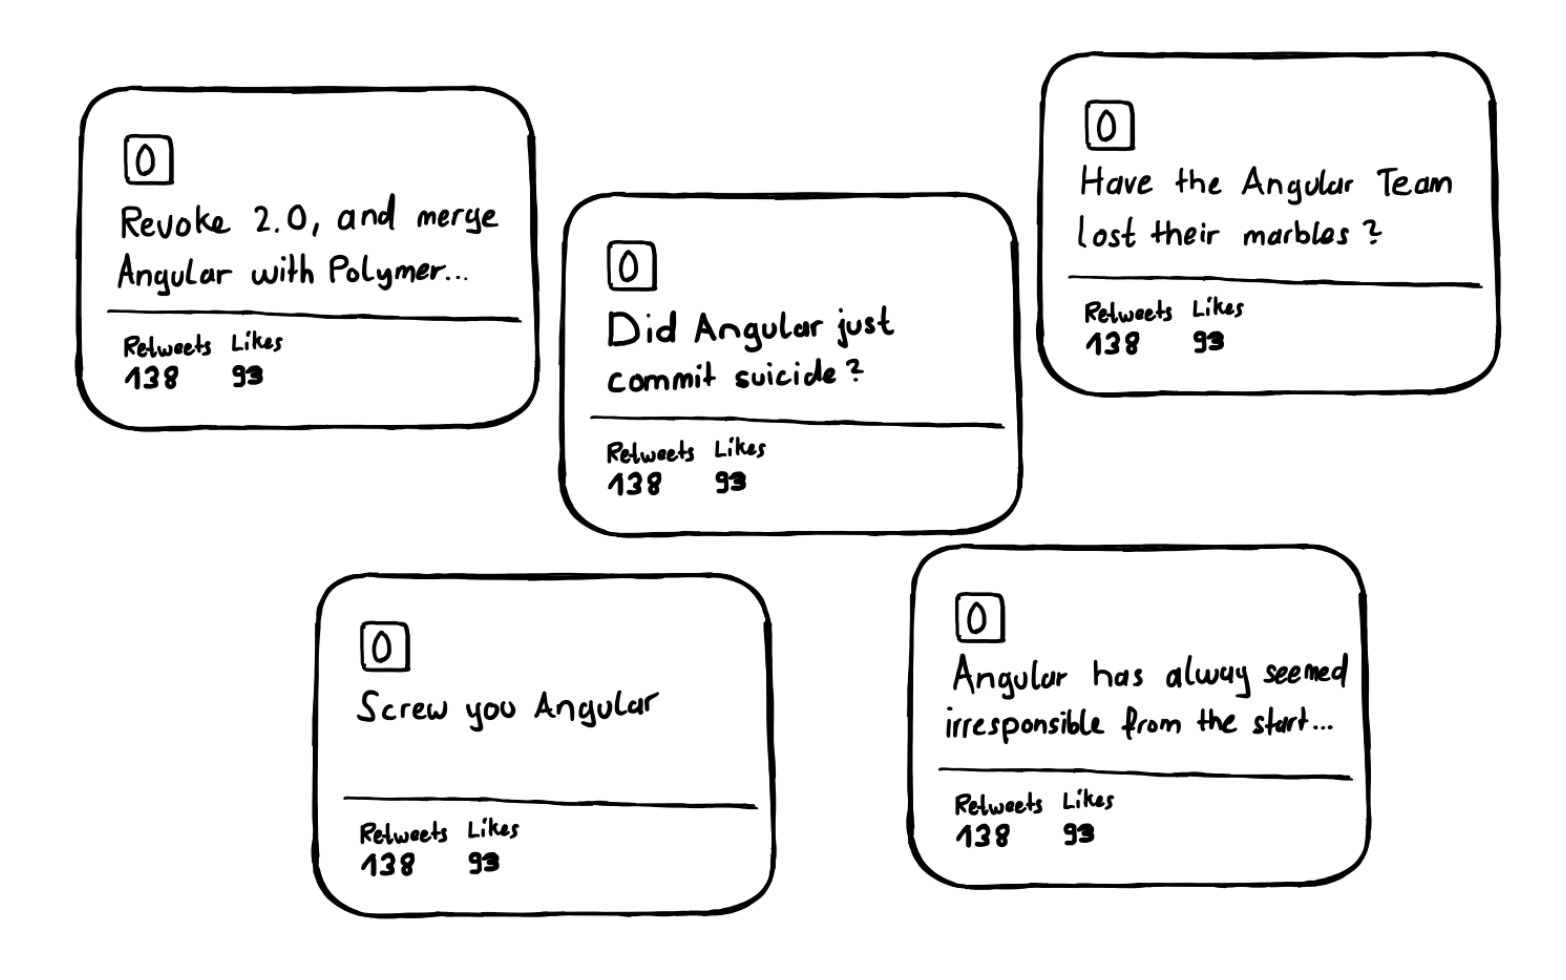 0
Revoke 2.0, and merge
Angular with Polymer...
Retweets Likes
138 93
0
Did Angular just
commit suicide?
Retweets Likes
138 93
0
Have the Angular Team
lost their marbles?
Retweets Likes
138 93
0
Screw you Angular
Retweets Likes
138 93
0
Angular has alway seemed
irresponsible from the start...
Retweets Likes
138 93